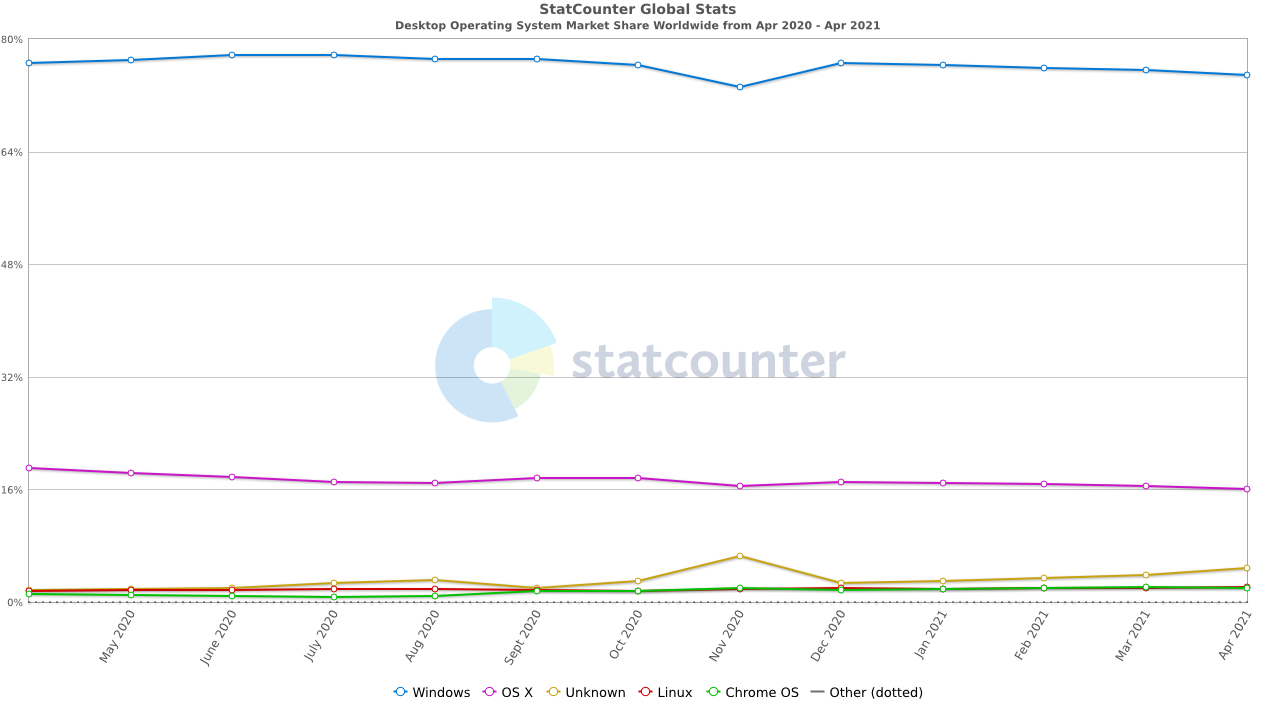 StatCounter Global Stats
Desktop Operating System Market Share Worldwide from Apr 2020 - Apr 2021
80%
64%
48%
32%
16%
0%
statcounter
May 2020
June 2020
July 2020
Aug 2020
Sept 2020
Oct 2020
Nov 2020
Dec 2020
Jan 2021
Feb 2021
Mar 2021
Apr 2021
Windows OS X Unknown Linux Chrome OS Other (dotted)